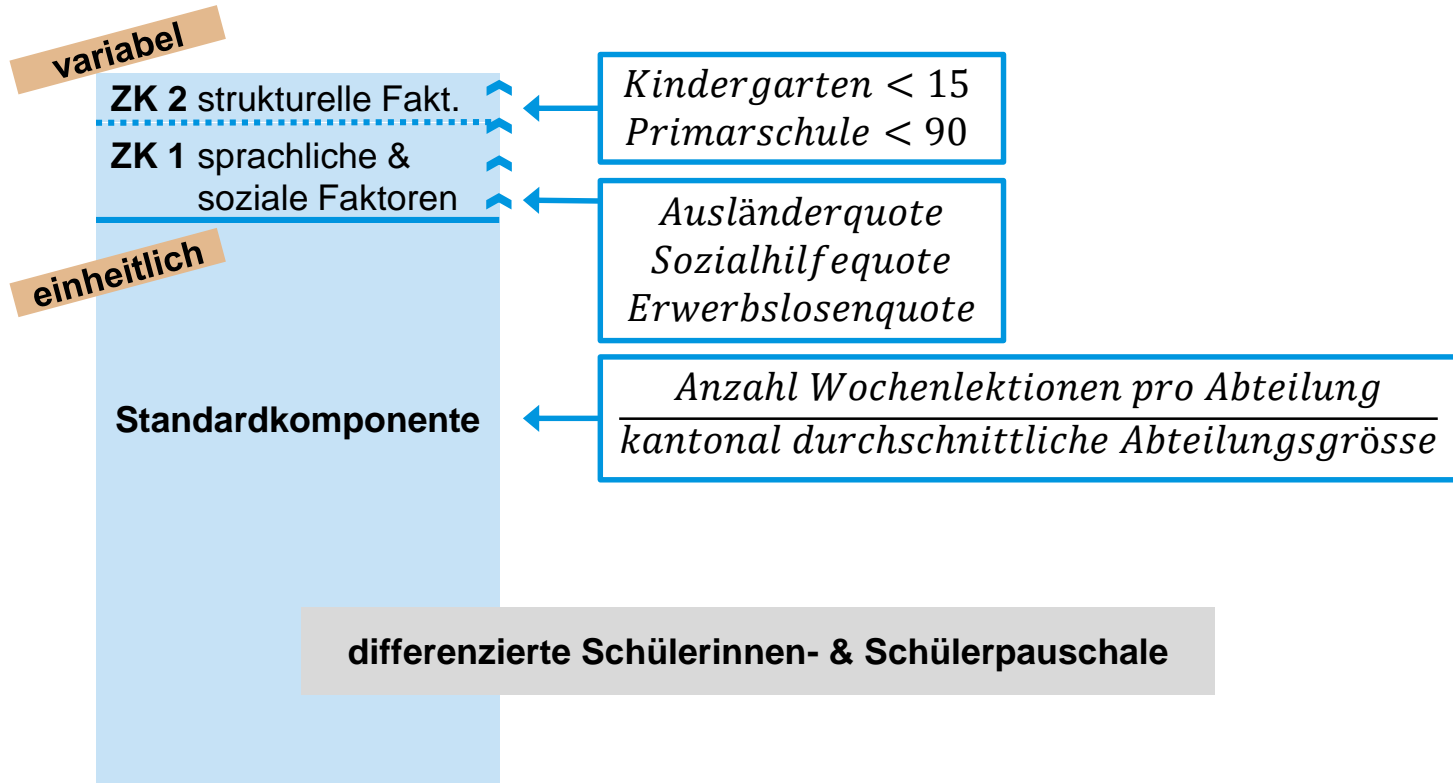 variabel
ZK 2 strukturelle Fakt.
ZK 1 sprachliche &
soziale Faktoren
Kindergarten < 15
Primarschule < 90
Ausländerquote
Sozialhilfequote
Erwerbslosenquote
einheitlich
Standardkomponente
Anzahl Wochenlektionen pro Abteilung
kantonal durchschnittliche Abteilungsgrösse
differenzierte Schülerinnen- & Schülerpauschale